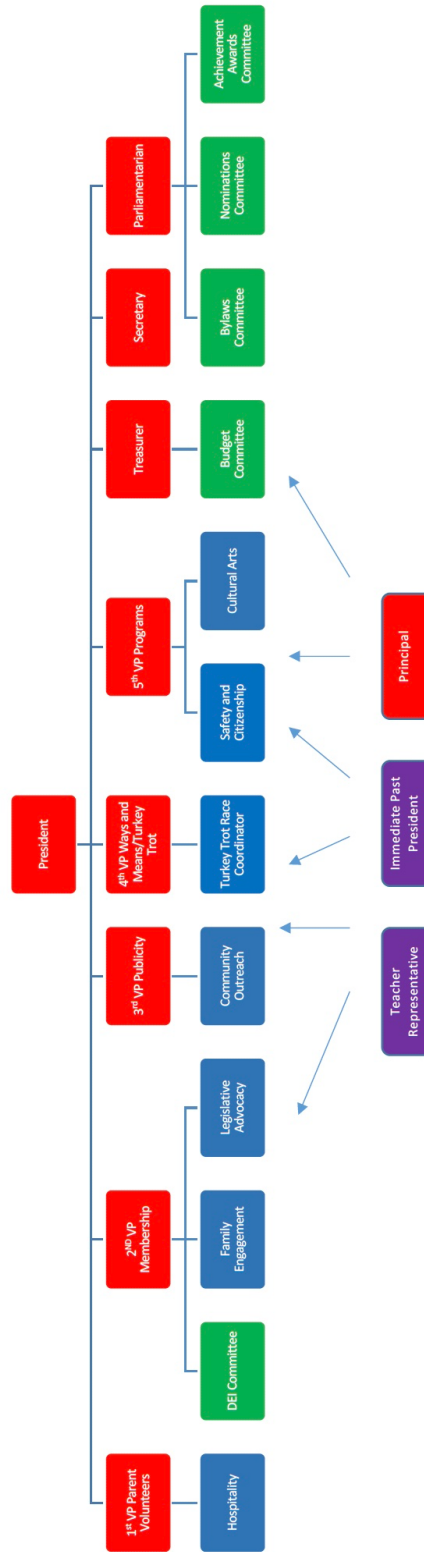 President
1st VP Parent
Volunteers
2ND VP
Membership
3rd VP Publicity
4th VP Ways and
Means/Turkey
Trot
5th VP Programs
Treasurer
Secretary
Parliamentarian
Hospitality
DEI Committee
Family
Engagement
Legislative
Advocacy
Community
Outreach
Turkey Trot Race
Coordinator
Safety and
Citizenship
Cultural Arts
Budget
Committee
Bylaws
Committee
Nominations
Committee
Achievement
Awards
Committee
Teacher
Representative
Immediate Past
President
Principal